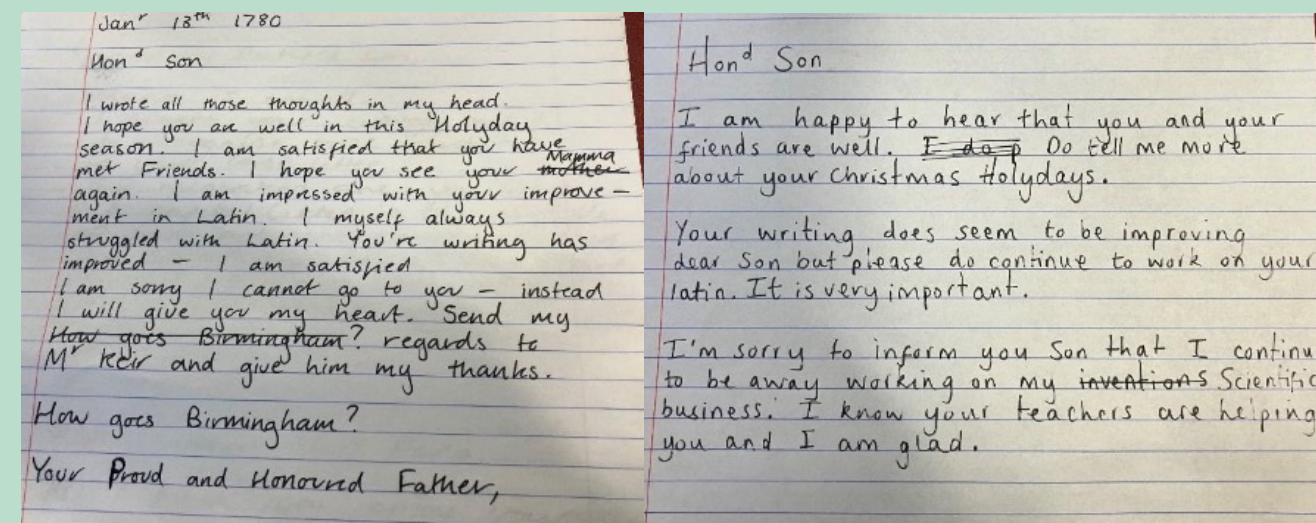 Janʳ 13ᵗʰ 1780
Honᵈ Son
I wrote all those thoughts in my head.
I hope you are well in this Holyday
season. I am satisfied that you have
met Friends. I hope you see your ~~mother~~ Mamma
again. I am impressed with your improve-
ment in Latin. I myself always
struggled with Latin. You're writing has
improved – I am satisfied
I am sorry I cannot go to you – instead
I will give you my heart. Send my
~~How goes Birmingham?~~ regards to
Mʳ Keir and give him my thanks.
How goes Birmingham?
Your Proud and Honoured Father,
Honᵈ Son
I am happy to hear that you and your
friends are well. ~~I do p~~ Do tell me more
about your Christmas Holydays.
Your writing does seem to be improving
dear Son but please do continue to work on your
latin. It is very important.
I'm sorry to inform you Son that I continu
to be away working on my ~~inventions~~ Scientific
business. I know your teachers are helping
you and I am glad.